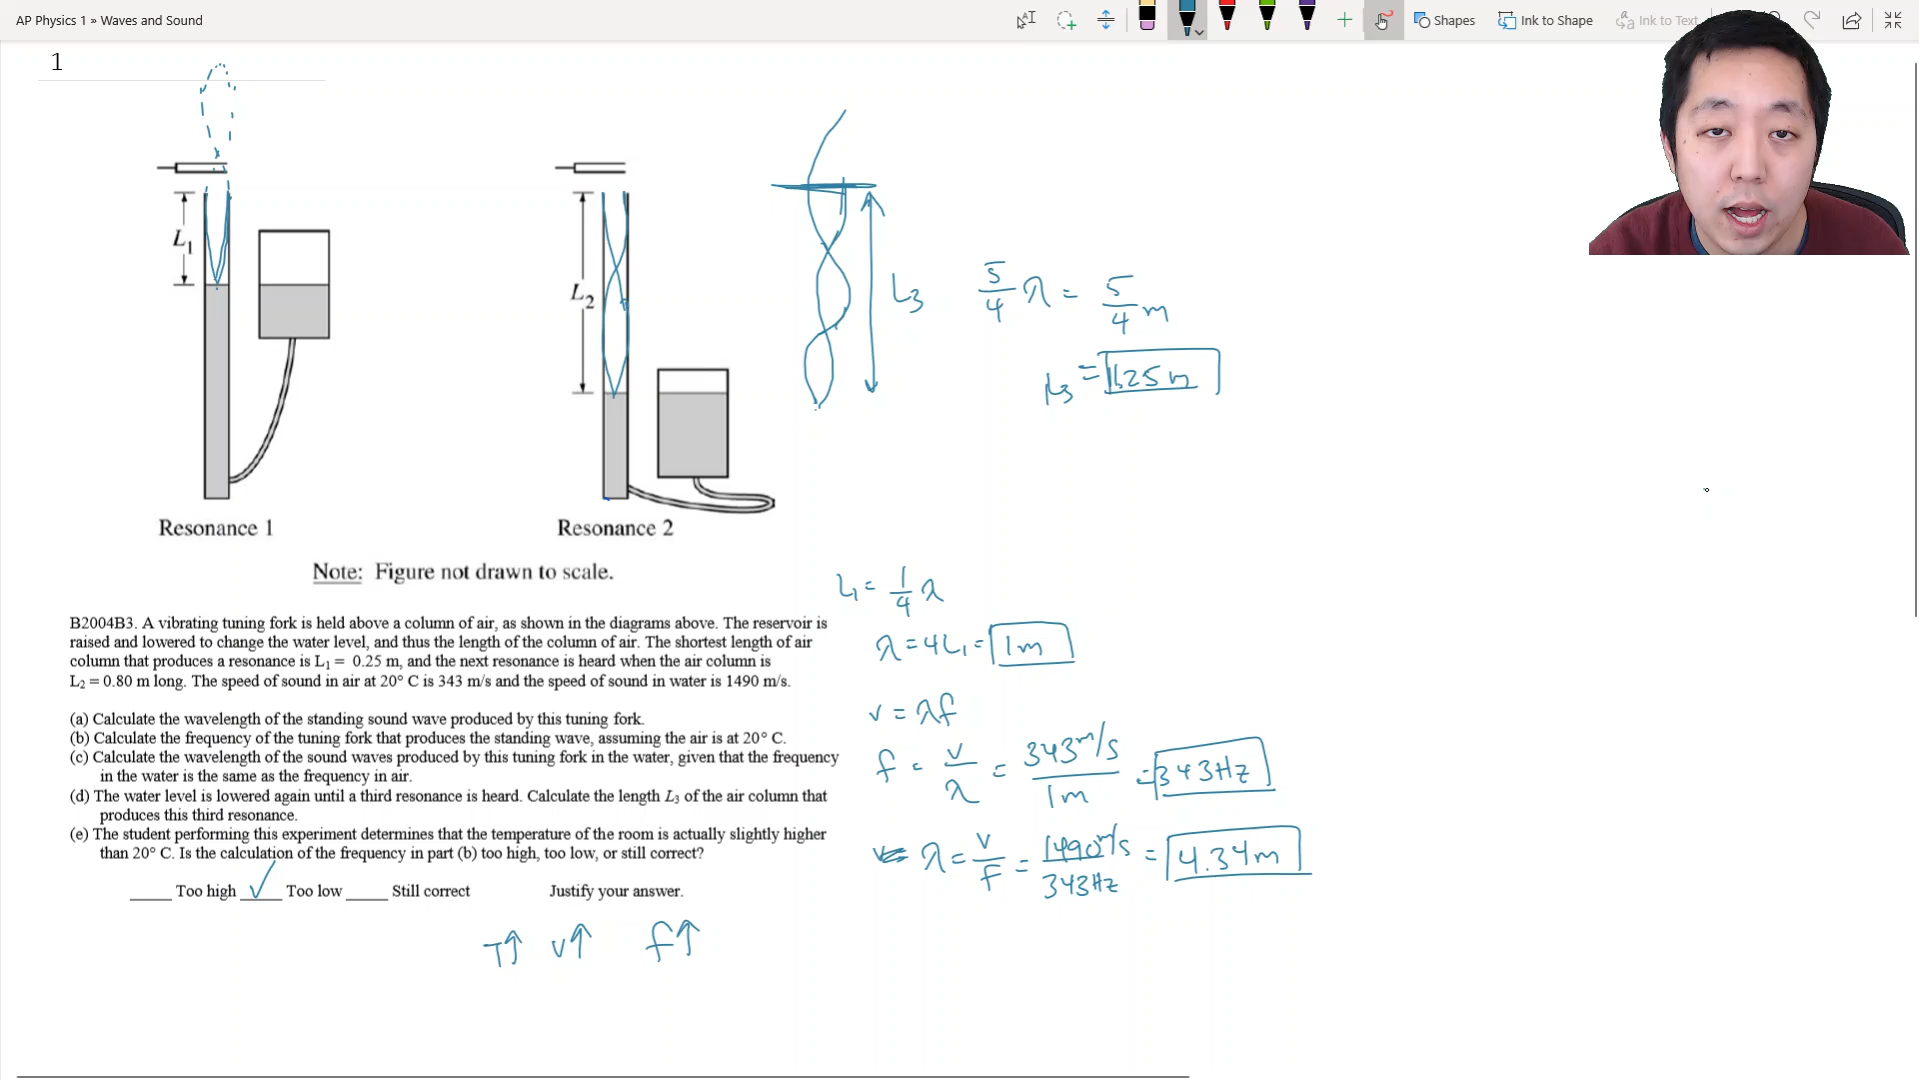 AP Physics 1 » Waves and Sound
Shapes
Ink to Shape
Ink to Text
1
L₁
L₂
L₃
5/4 λ = 5/4 m
L₃ = 1.25 m
Resonance 1
Resonance 2
Note: Figure not drawn to scale.
L₁ = 1/4 λ
λ = 4L₁ = 1m
v = λf
f = v/λ = 343 m/s / 1m = 343 Hz
λ = v/f = 1490 m/s / 343 Hz = 4.34 m
B2004B3. A vibrating tuning fork is held above a column of air, as shown in the diagrams above. The reservoir is
raised and lowered to change the water level, and thus the length of the column of air. The shortest length of air
column that produces a resonance is L₁ = 0.25 m, and the next resonance is heard when the air column is
L₂ = 0.80 m long. The speed of sound in air at 20° C is 343 m/s and the speed of sound in water is 1490 m/s.
(a) Calculate the wavelength of the standing sound wave produced by this tuning fork.
(b) Calculate the frequency of the tuning fork that produces the standing wave, assuming the air is at 20° C.
(c) Calculate the wavelength of the sound waves produced by this tuning fork in the water, given that the frequency
in the water is the same as the frequency in air.
(d) The water level is lowered again until a third resonance is heard. Calculate the length L₃ of the air column that
produces this third resonance.
(e) The student performing this experiment determines that the temperature of the room is actually slightly higher
than 20° C. Is the calculation of the frequency in part (b) too high, too low, or still correct?
____ Too high _✓_ Too low ____ Still correct Justify your answer.
T↑ v↑ f↑